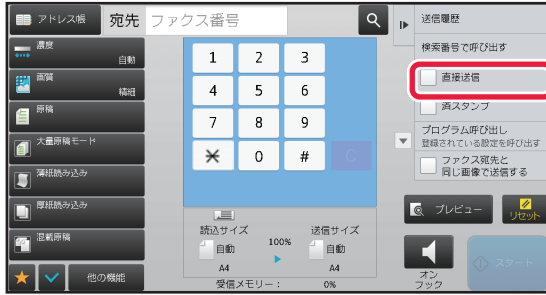 アドレス帳
宛先
ファクス番号
濃度
自動
画質
精細
原稿
大量原稿モード
薄紙読み込み
厚紙読み込み
混載原稿
他の機能
1 2 3
4 5 6
7 8 9
0 #
C
読込サイズ
送信サイズ
自動
100%
自動
A4
A4
受信メモリー: 0%
送信履歴
検索番号で呼び出す
直接送信
済スタンプ
プログラム呼び出し
登録されている設定を呼び出す
ファクス宛先と
同じ画像で送信する
プレビュー
リセット
オン
フック
スタート